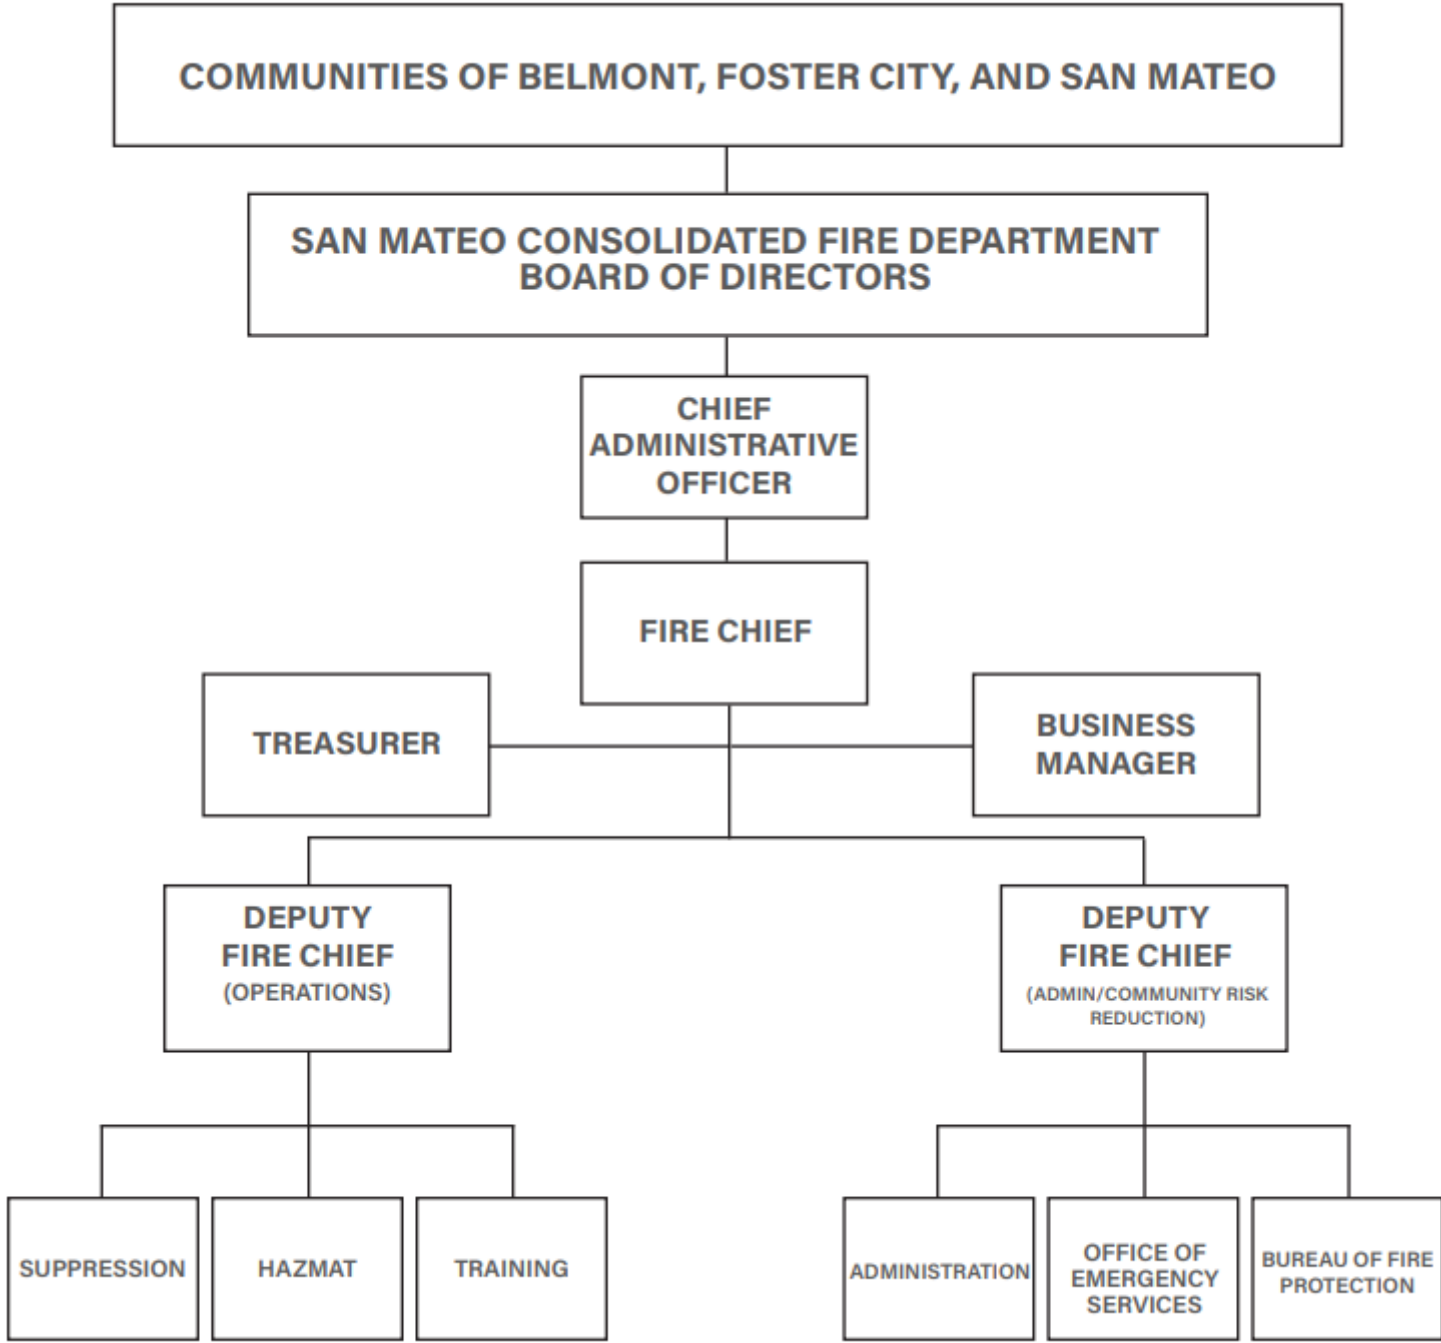 COMMUNITIES OF BELMONT, FOSTER CITY, AND SAN MATEO
SAN MATEO CONSOLIDATED FIRE DEPARTMENT
BOARD OF DIRECTORS
CHIEF
ADMINISTRATIVE
OFFICER
FIRE CHIEF
TREASURER
BUSINESS
MANAGER
DEPUTY
FIRE CHIEF
(OPERATIONS)
DEPUTY
FIRE CHIEF
(ADMIN/COMMUNITY RISK
REDUCTION)
SUPPRESSION
HAZMAT
TRAINING
ADMINISTRATION
OFFICE OF
EMERGENCY
SERVICES
BUREAU OF FIRE
PROTECTION